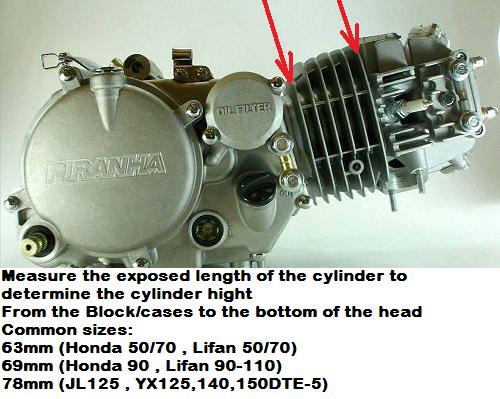 OIL FILTER
PIRANHA
OUT
Measure the exposed length of the cylinder to
determine the cylinder hight
From the Block/cases to the bottom of the head
Common sizes:
63mm (Honda 50/70 , Lifan 50/70)
69mm (Honda 90 , Lifan 90-110)
78mm (JL125 , YX125,140,150DTE-5)